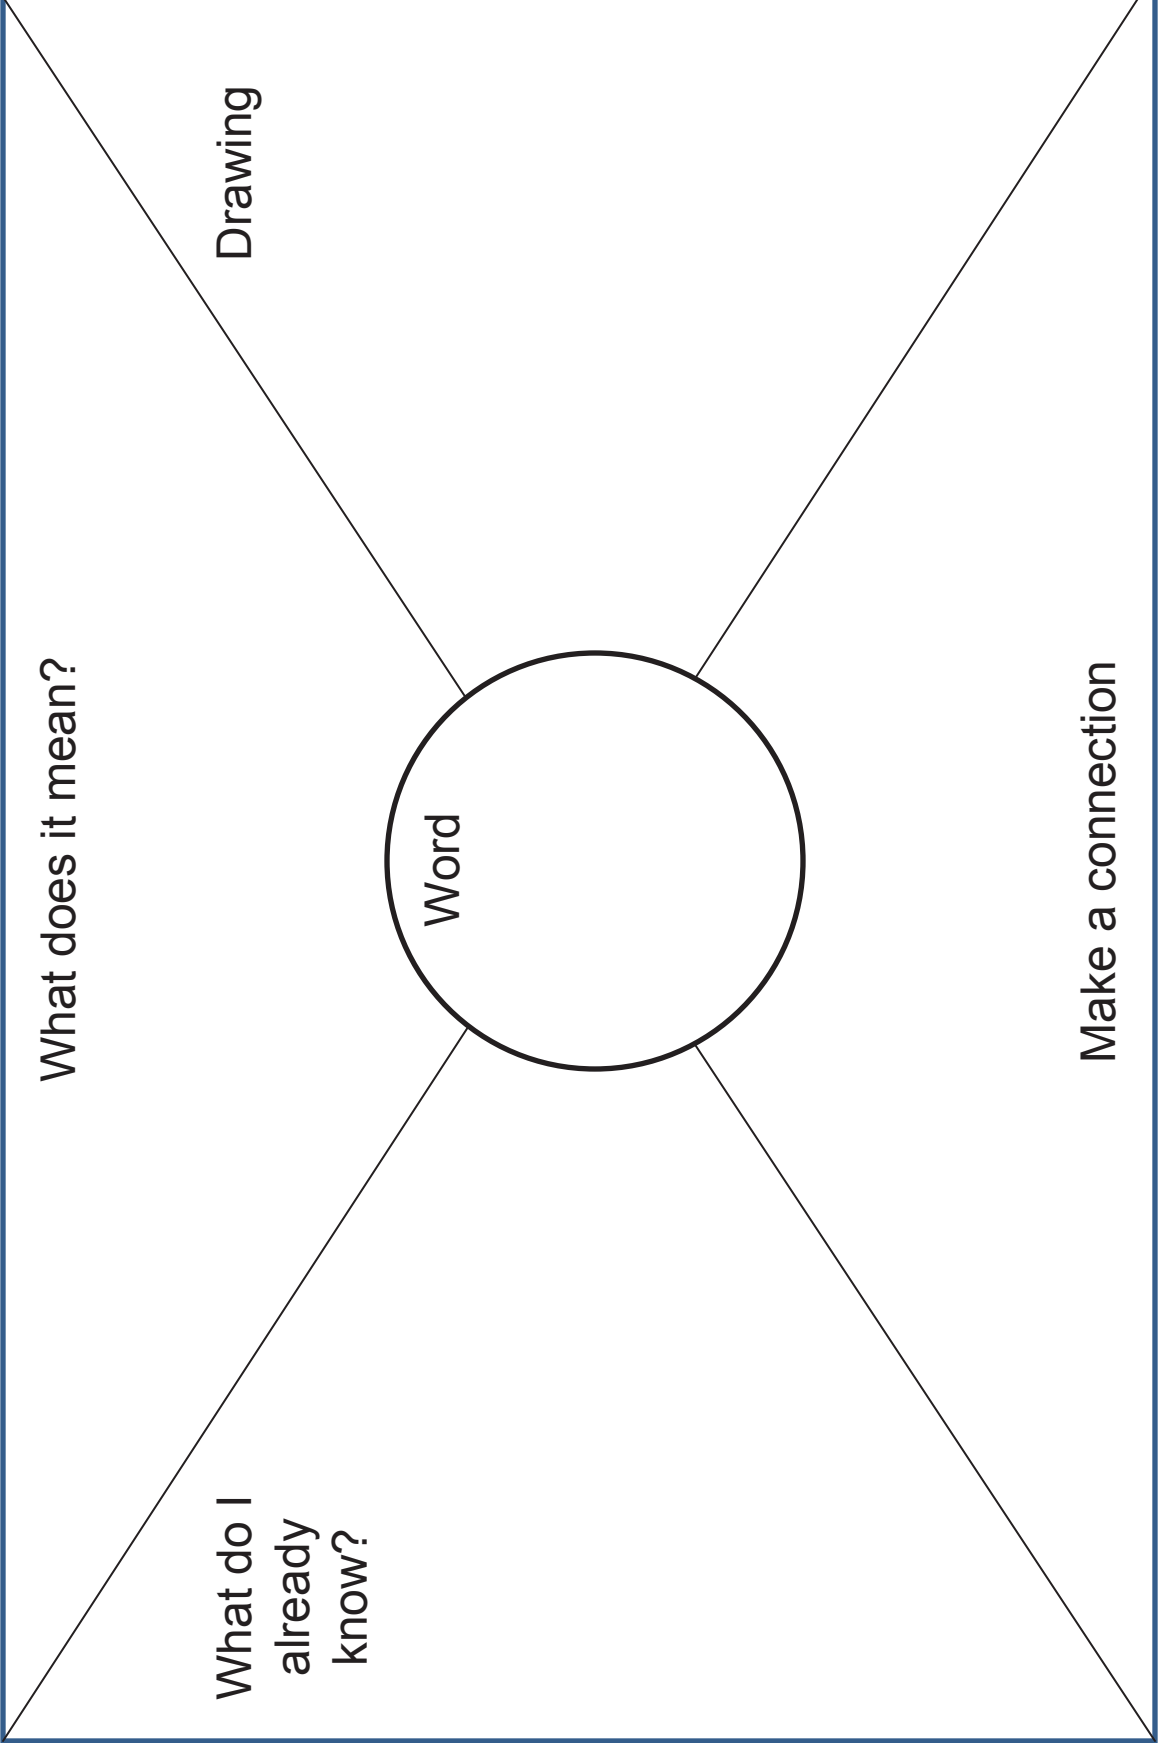 What does it mean?
What do I
already
know?
Word
Drawing
Make a connection